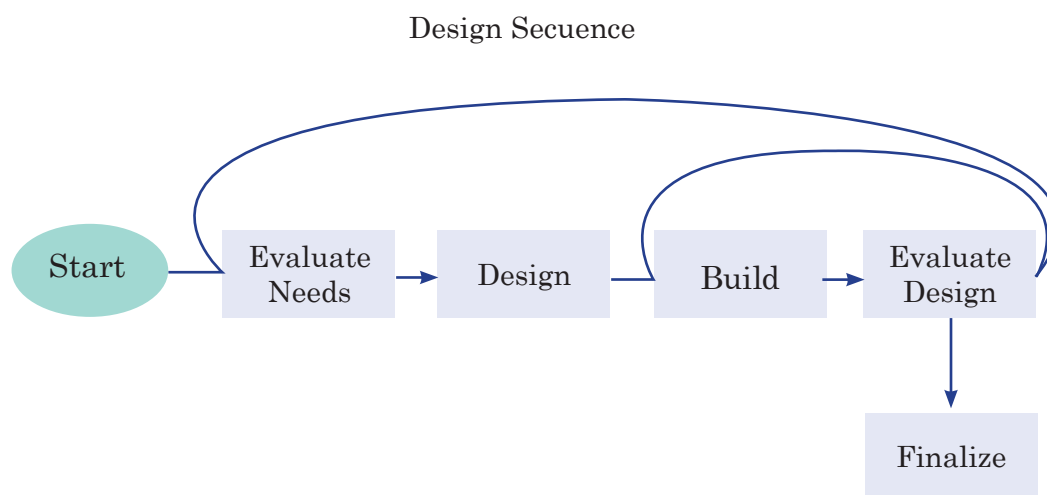 Design Secuence
Start
Evaluate
Needs
Design
Build
Evaluate
Design
Finalize